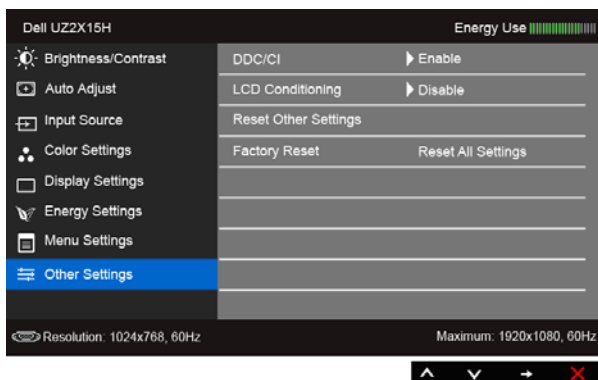 Dell UZ2X15H Energy Use
Brightness/Contrast DDC/CI Enable
Auto Adjust LCD Conditioning Disable
Input Source Reset Other Settings
Color Settings Factory Reset Reset All Settings
Display Settings
Energy Settings
Menu Settings
Other Settings
Resolution: 1024x768, 60Hz Maximum: 1920x1080, 60Hz